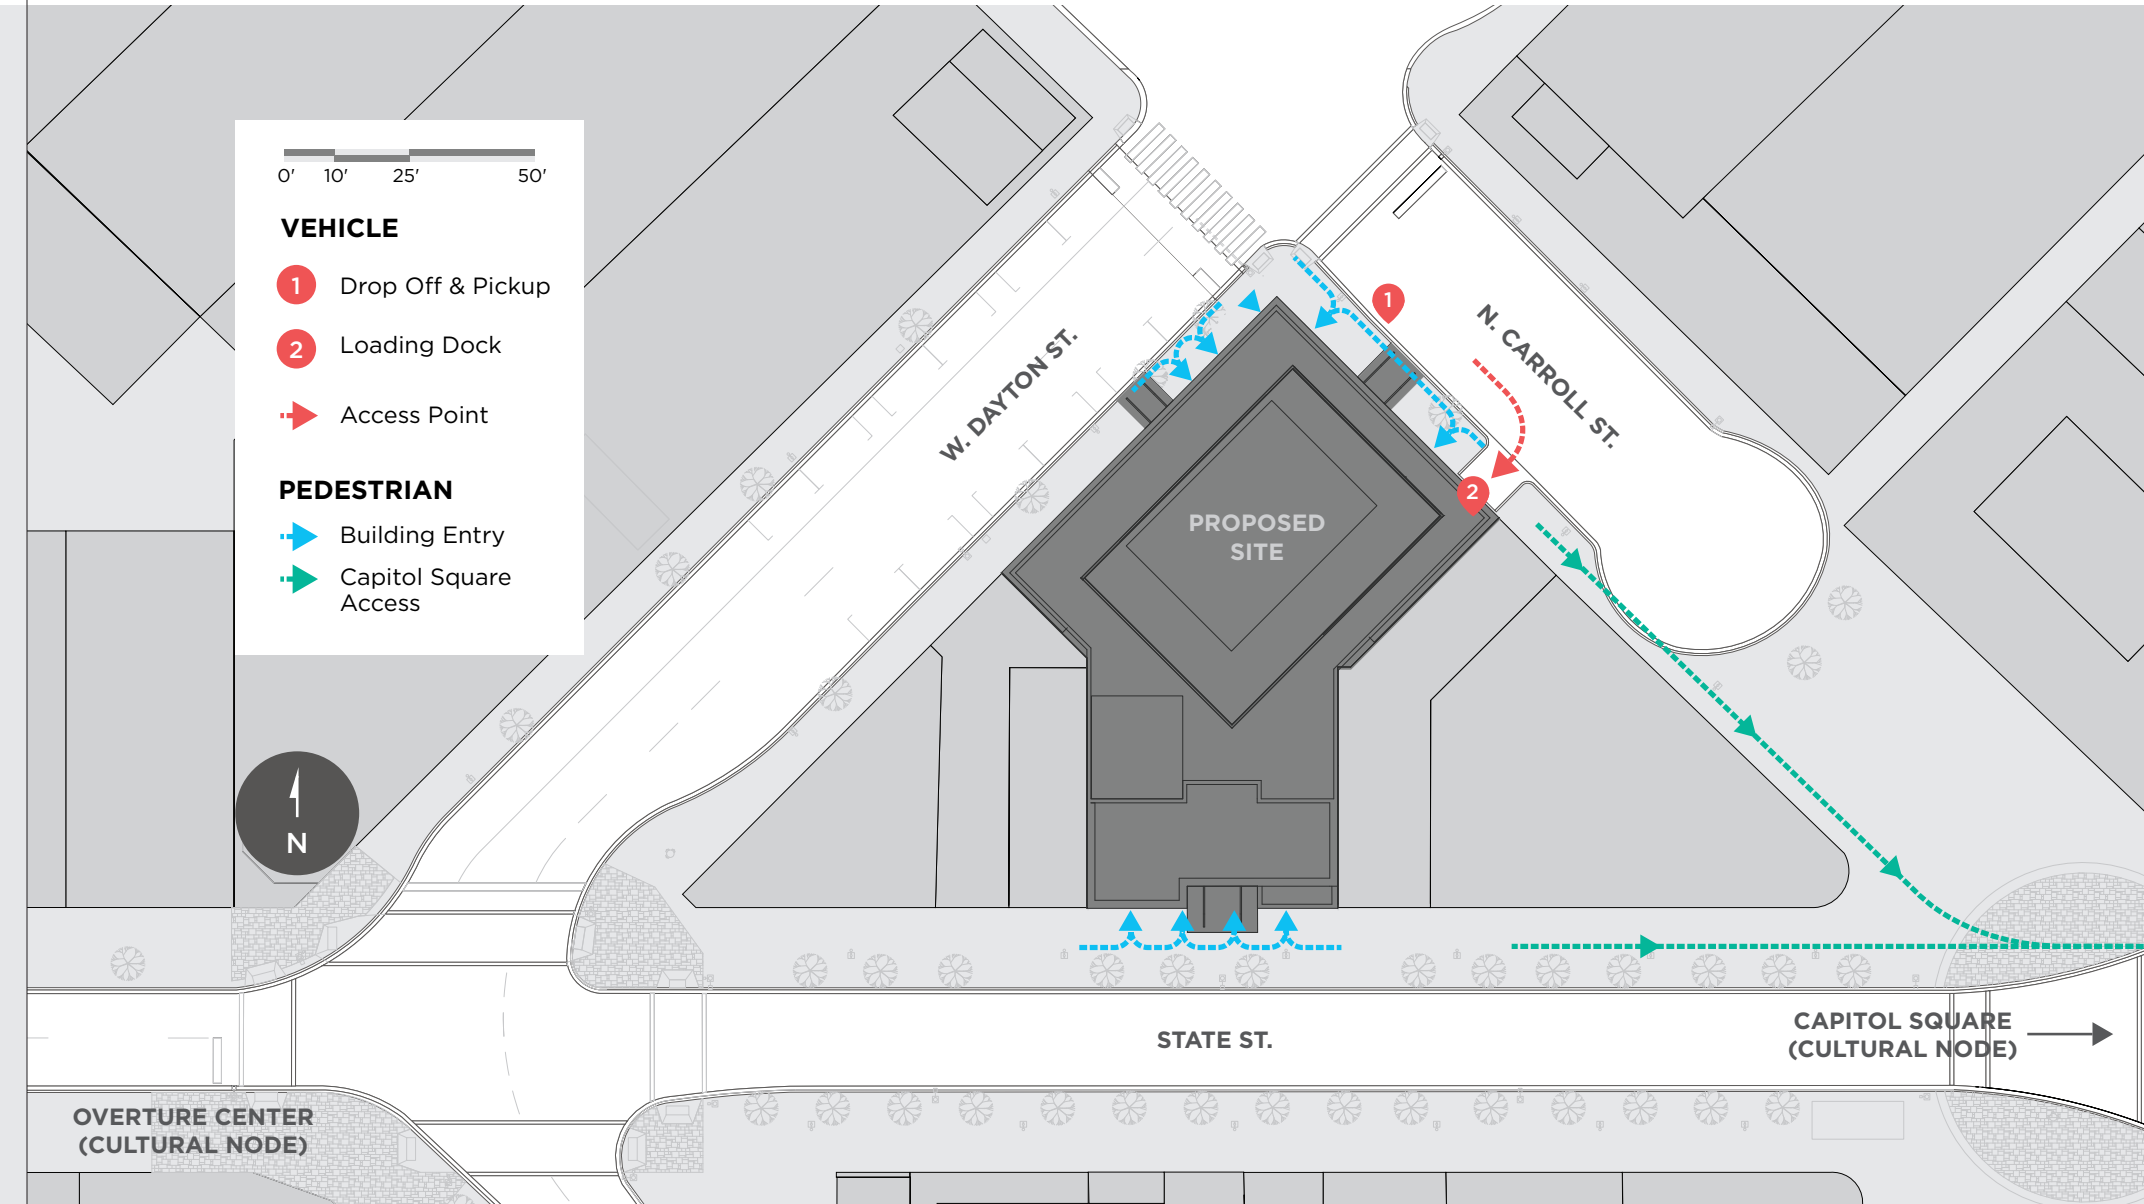 0' 10' 25' 50'
VEHICLE
1 Drop Off & Pickup
2 Loading Dock
Access Point
PEDESTRIAN
Building Entry
Capitol Square
Access
N
W. DAYTON ST.
1
N. CARROLL ST.
2
PROPOSED
SITE
STATE ST.
CAPITOL SQUARE
(CULTURAL NODE)
OVERTURE CENTER
(CULTURAL NODE)